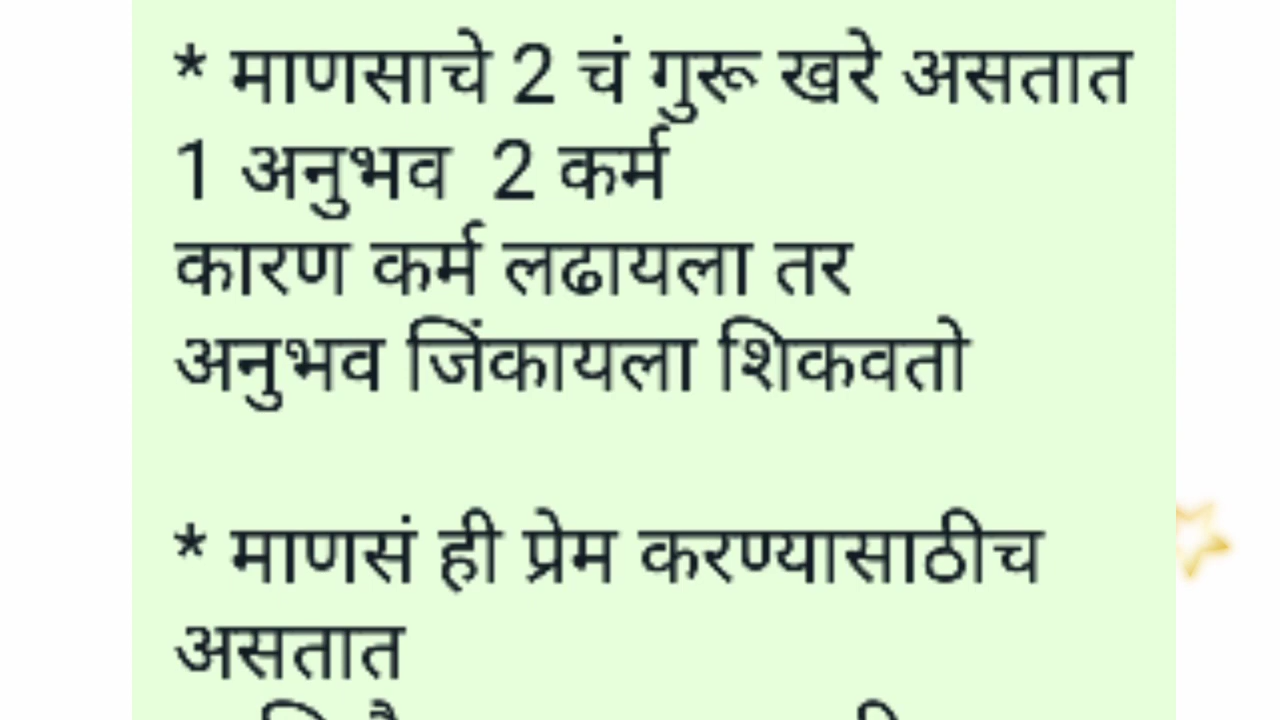 * माणसाचे 2 चं गुरू खरे असतात
1 अनुभव  2 कर्म
कारण कर्म लढायला तर
अनुभव जिंकायला शिकवतो
* माणसं ही प्रेम करण्यासाठीच
असतात